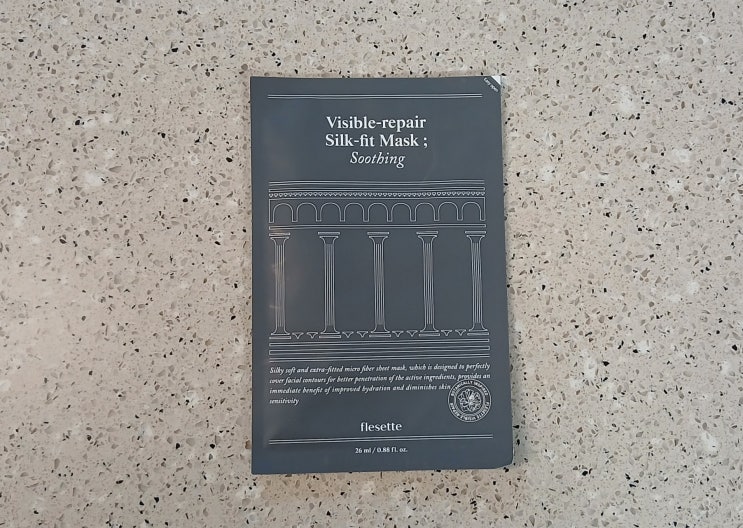 Easy open
Visible-repair
Silk-fit Mask ;
Soothing
Silky soft and extra-fitted micro fiber sheet mask, which is designed to perfectly
cover facial contours for better penetration of the active ingredients, provides an
immediate benefit of improved hydration and diminishes skin
sensitivity
flesette
26 ml / 0.88 fl. oz.